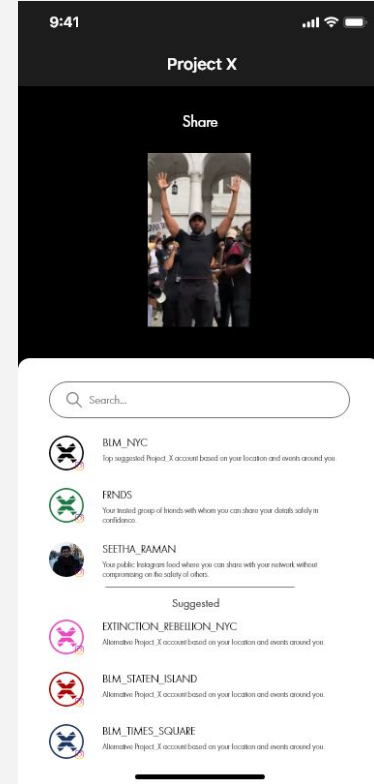 9:41
Project X
Share
Search...
BLM_NYC
Top suggested Project_X account based on your location and events around you.
FRNDS
Your trusted group of friends with whom you can share your details safely in
confidence.
SEETHA_RAMAN
Your public Instagram feed where you can share with your network without
compromising on the safety of others.
Suggested
EXTINCTION_REBELLION_NYC
Alternative Project_X account based on your location and events around you.
BLM_STATEN_ISLAND
Alternative Project_X account based on your location and events around you.
BLM_TIMES_SQUARE
Alternative Project_X account based on your location and events around you.